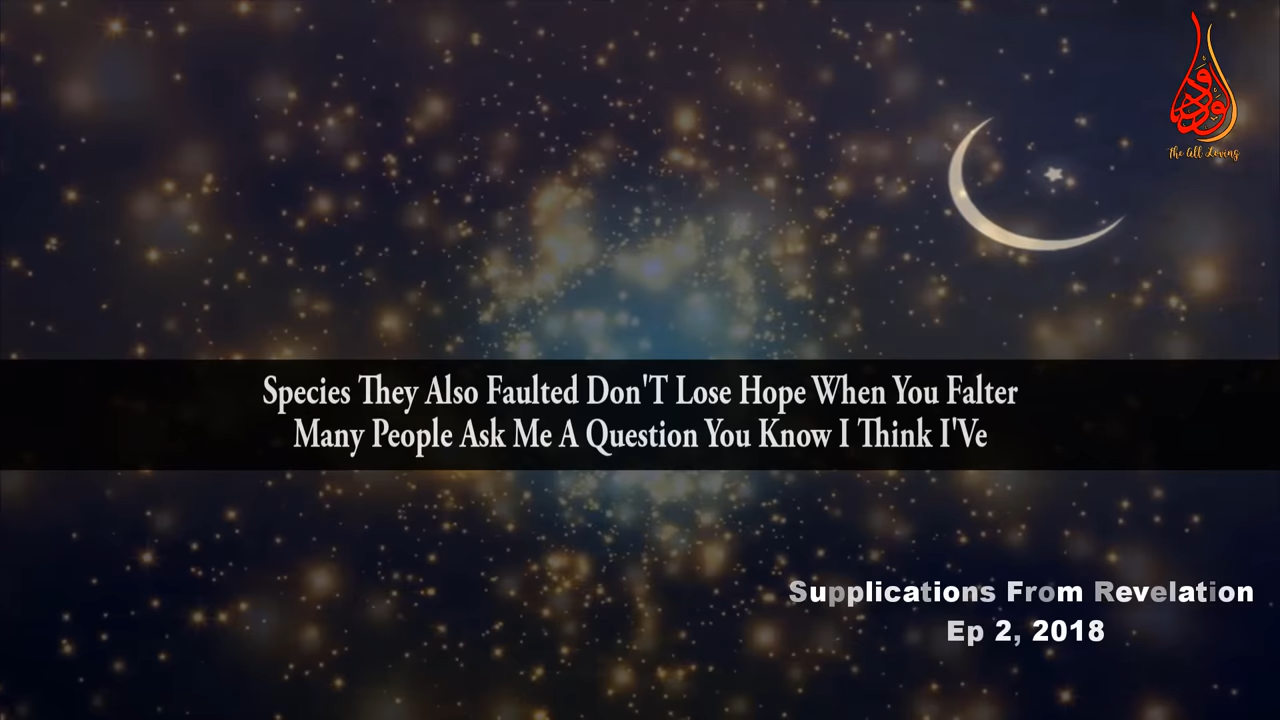 The All Loving
Species They Also Faulted Don'T Lose Hope When You Falter
Many People Ask Me A Question You Know I Think I'Ve
Supplications From Revelation
Ep 2, 2018